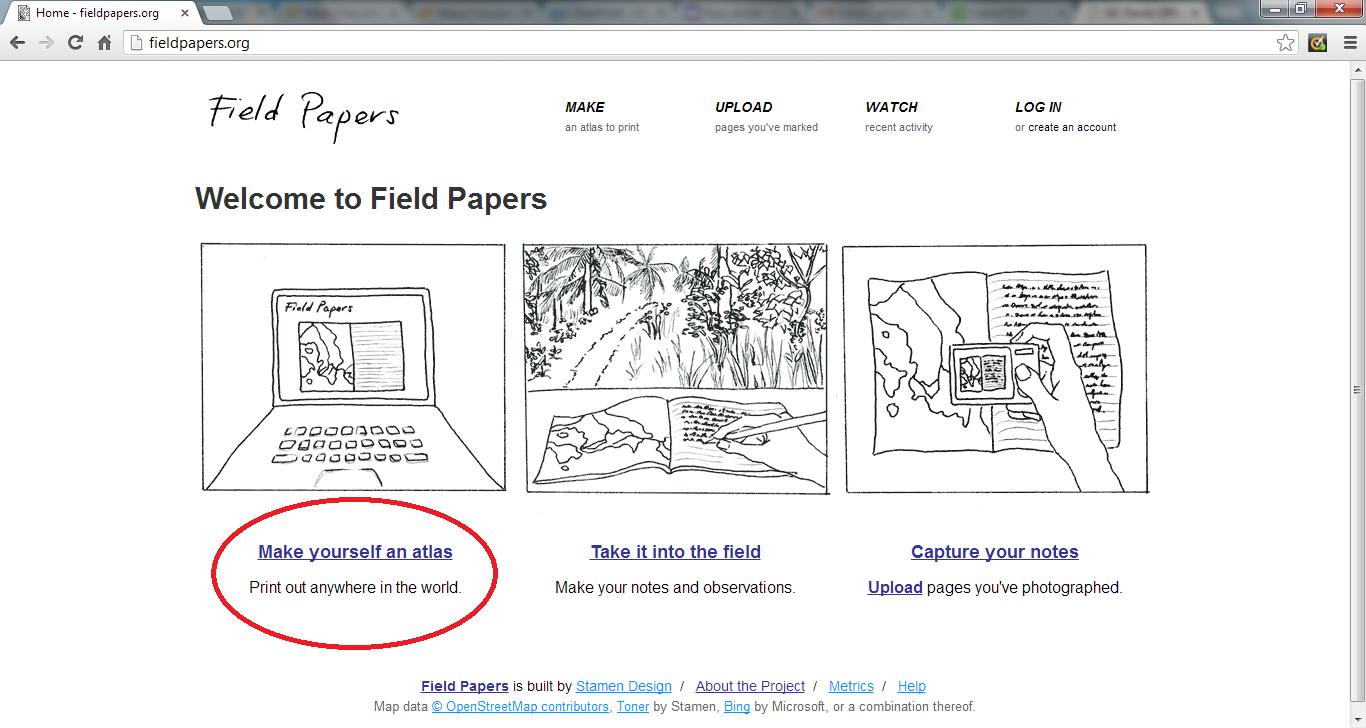 Home - fieldpapers.org
fieldpapers.org
Field Papers
MAKE
an atlas to print
UPLOAD
pages you've marked
WATCH
recent activity
LOG IN
or create an account
Welcome to Field Papers
Field Papers
Make yourself an atlas
Print out anywhere in the world.
Take it into the field
Make your notes and observations.
Capture your notes
Upload pages you've photographed.
Field Papers is built by Stamen Design / About the Project / Metrics / Help
Map data © OpenStreetMap contributors, Toner by Stamen, Bing by Microsoft, or a combination thereof.